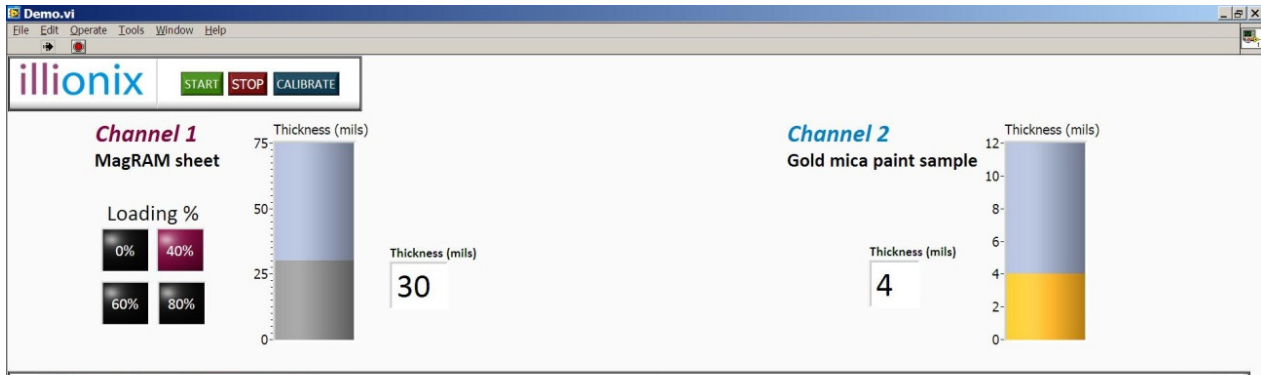 Demo.vi
File Edit Operate Tools Window Help
illionix
START STOP CALIBRATE
Channel 1
MagRAM sheet
Loading %
0% 40%
60% 80%
Thickness (mils)
75
50
25
0
Thickness (mils)
30
Channel 2
Gold mica paint sample
Thickness (mils)
4
Thickness (mils)
12
10
8
6
4
2
0
1